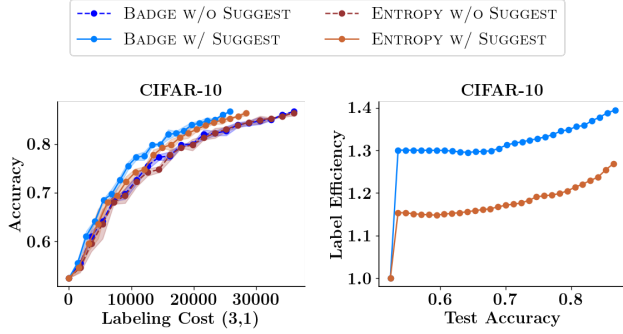 BADGE W/O SUGGEST
BADGE W/ SUGGEST
ENTROPY W/O SUGGEST
ENTROPY W/ SUGGEST
CIFAR-10
Accuracy
0.8
0.7
0.6
0 10000 20000 30000
Labeling Cost (3,1)
CIFAR-10
Label Efficiency
1.4
1.3
1.2
1.1
1.0
0.6 0.7 0.8
Test Accuracy